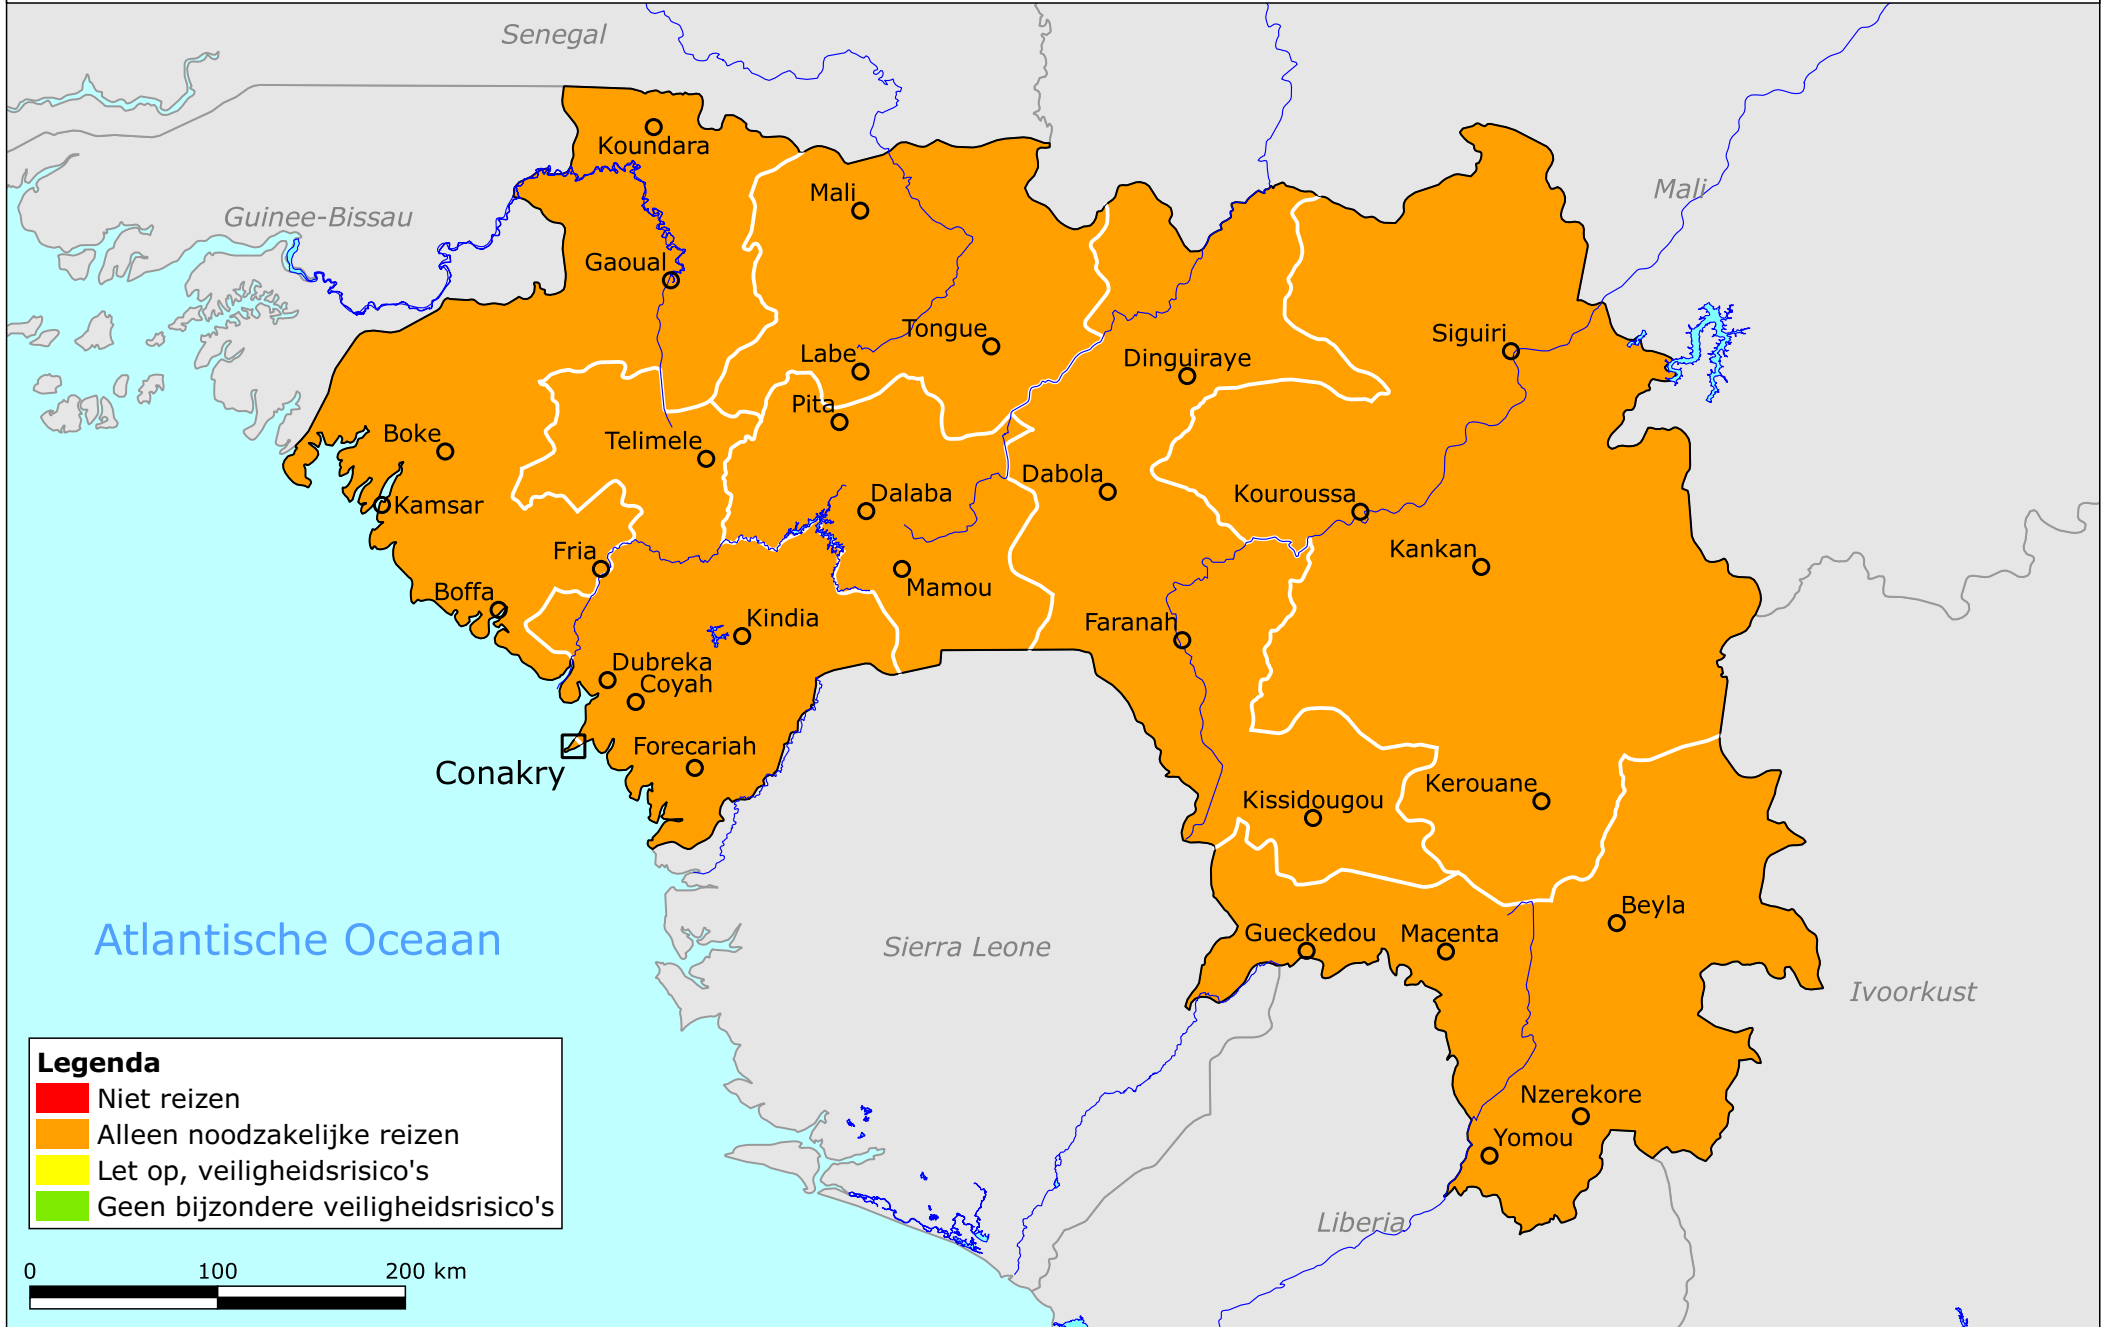 Senegal
Koundara
Mali
Mali
Guinee-Bissau
Gaoual
Tongue
Siguiri
Labe
Dinguiraye
Pita
Boke
Telimele
Dabola
Kamsar
Dalaba
Kouroussa
Fria
Kankan
Boffa
Mamou
Kindia
Faranah
Dubreka
Coyah
Forecariah
Conakry
Kerouane
Kissidougou
Beyla
Gueckedou
Macenta
Atlantische Oceaan
Sierra Leone
Ivoorkust
Nzerekore
Yomou
Liberia
Legenda
Niet reizen
Alleen noodzakelijke reizen
Let op, veiligheidsrisico's
Geen bijzondere veiligheidsrisico's
0 100 200 km